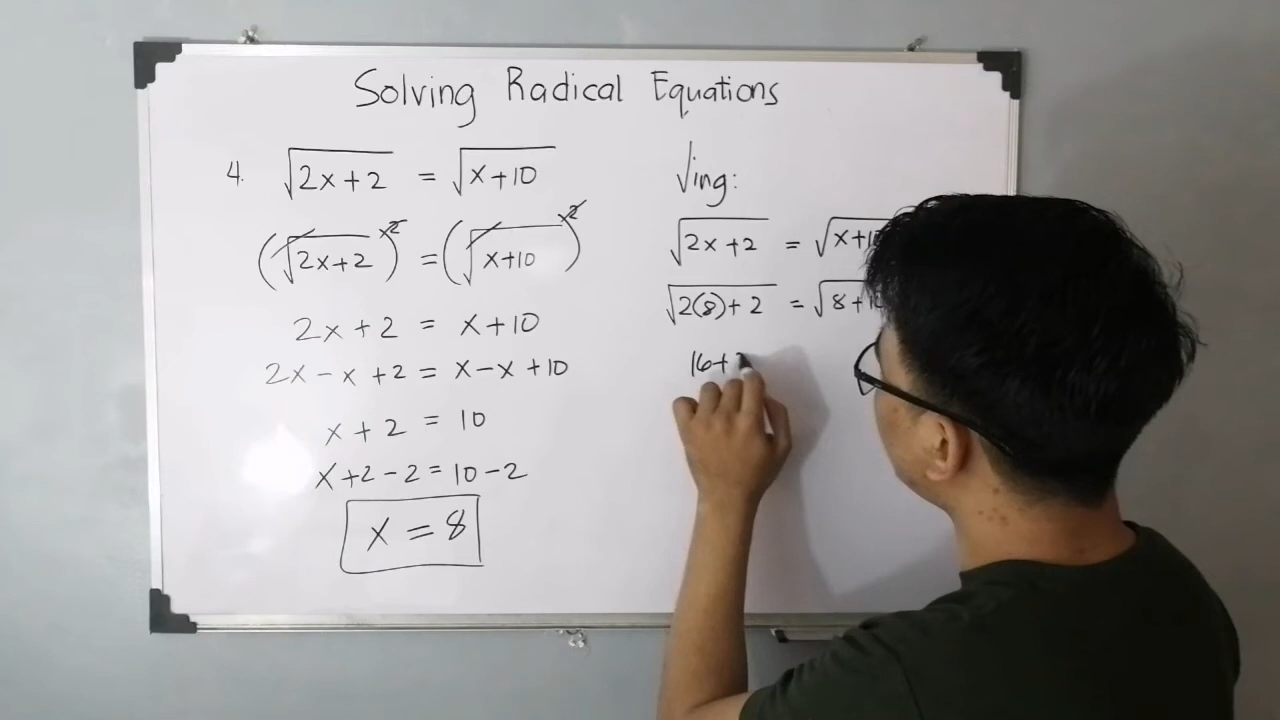 Solving Radical Equations
4. √(2x+2) = √(x+10)
(√(2x+2))² = (√(x+10))²
2x + 2 = x+10
2x - x + 2 = x - x + 10
x + 2 = 10
x + 2 - 2 = 10 - 2
x = 8
√ing:
√(2x+2) = √(x+1
√(2(8)+2) = √(8+1
16+